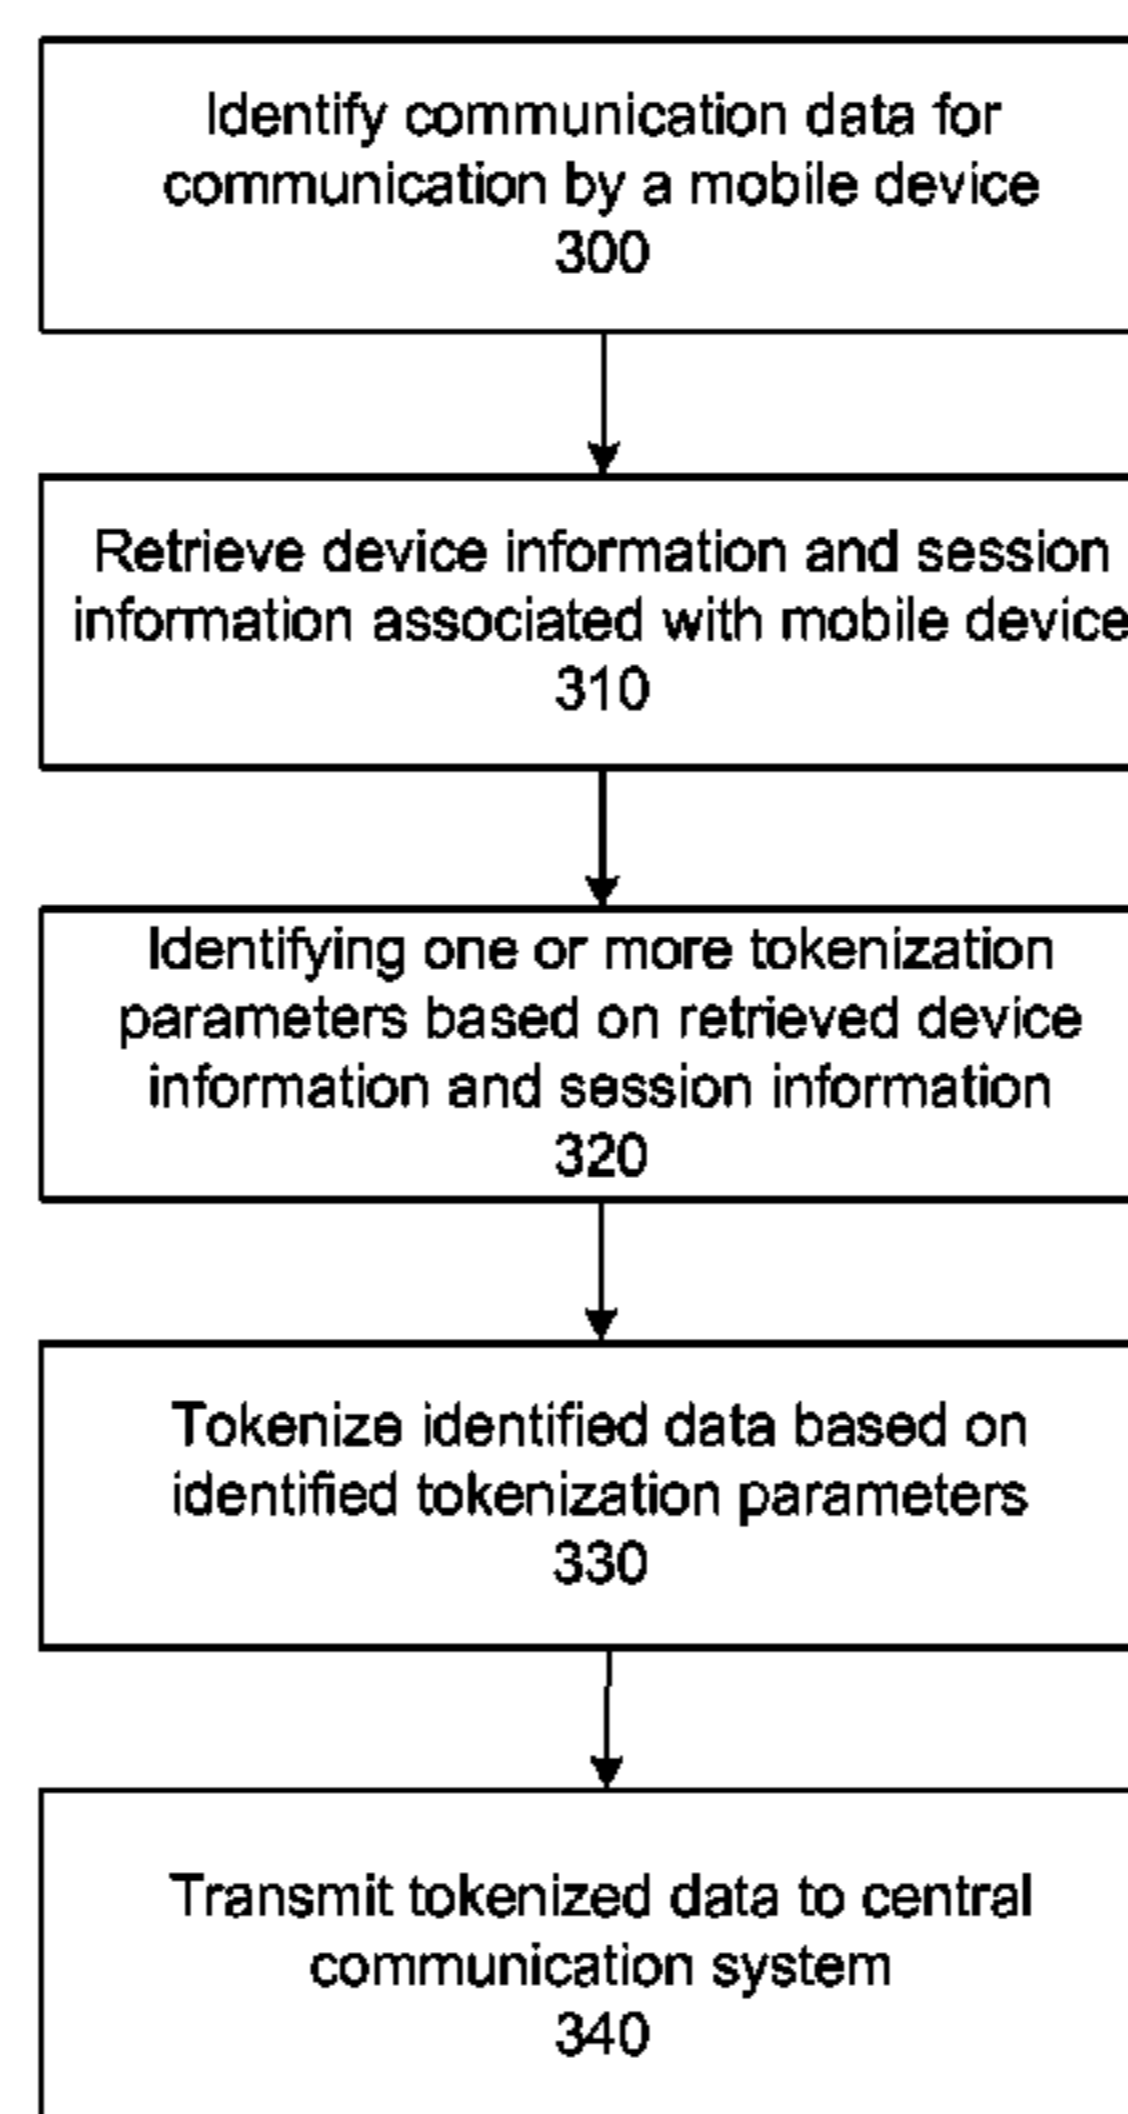 Identify communication data for
communication by a mobile device
300
Retrieve device information and session
information associated with mobile device
310
Identifying one or more tokenization
parameters based on retrieved device
information and session information
320
Tokenize identified data based on
identified tokenization parameters
330
Transmit tokenized data to central
communication system
340